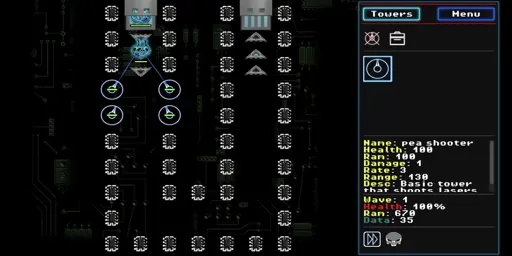 Towers
Menu
Name: pea shooter
Health: 100
Ram: 100
Damage: 1
Rate: 3
Range: 130
Desc: Basic tower
that shoots lasers
Wave: 1
Health: 100%
Ram: 670
Data: 35